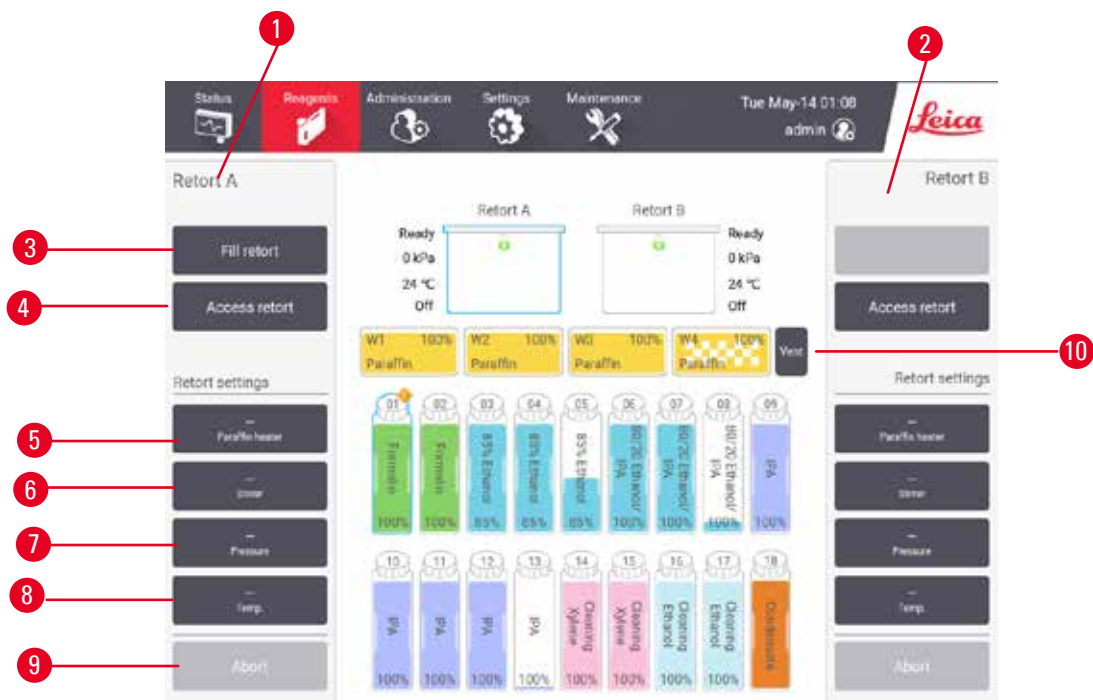 1
2
Status
Reagents
Administration
Settings
Maintenance
Tue May-14 01:08
admin
Leica
Retort A
Retort B
Retort A
Retort B
3
Fill retort
Ready
0 kPa
24 °C
Off
Ready
0 kPa
24 °C
Off
4
Access retort
Access retort
W1 100%
Paraffin
W2 100%
Paraffin
W3 100%
Paraffin
W4 100%
Paraffin
Vent
10
Retort settings
Retort settings
5
--
Paraffin heater
--
Paraffin heater
6
--
Stirrer
--
Stirrer
7
--
Pressure
--
Pressure
8
--
Temp.
--
Temp.
9
Abort
Abort
01
Formalin
100%
02
Formalin
100%
03
85% Ethanol
85%
04
85% Ethanol
85%
05
85% Ethanol
85%
06
80/20 Ethanol/
IPA
100%
07
80/20 Ethanol/
IPA
100%
08
80/20 Ethanol/
IPA
100%
09
IPA
100%
10
IPA
100%
11
IPA
100%
12
IPA
100%
13
IPA
100%
14
Cleaning
Xylene
100%
15
Cleaning
Xylene
100%
16
Cleaning
Ethanol
100%
17
Cleaning
Ethanol
100%
18
Condensate